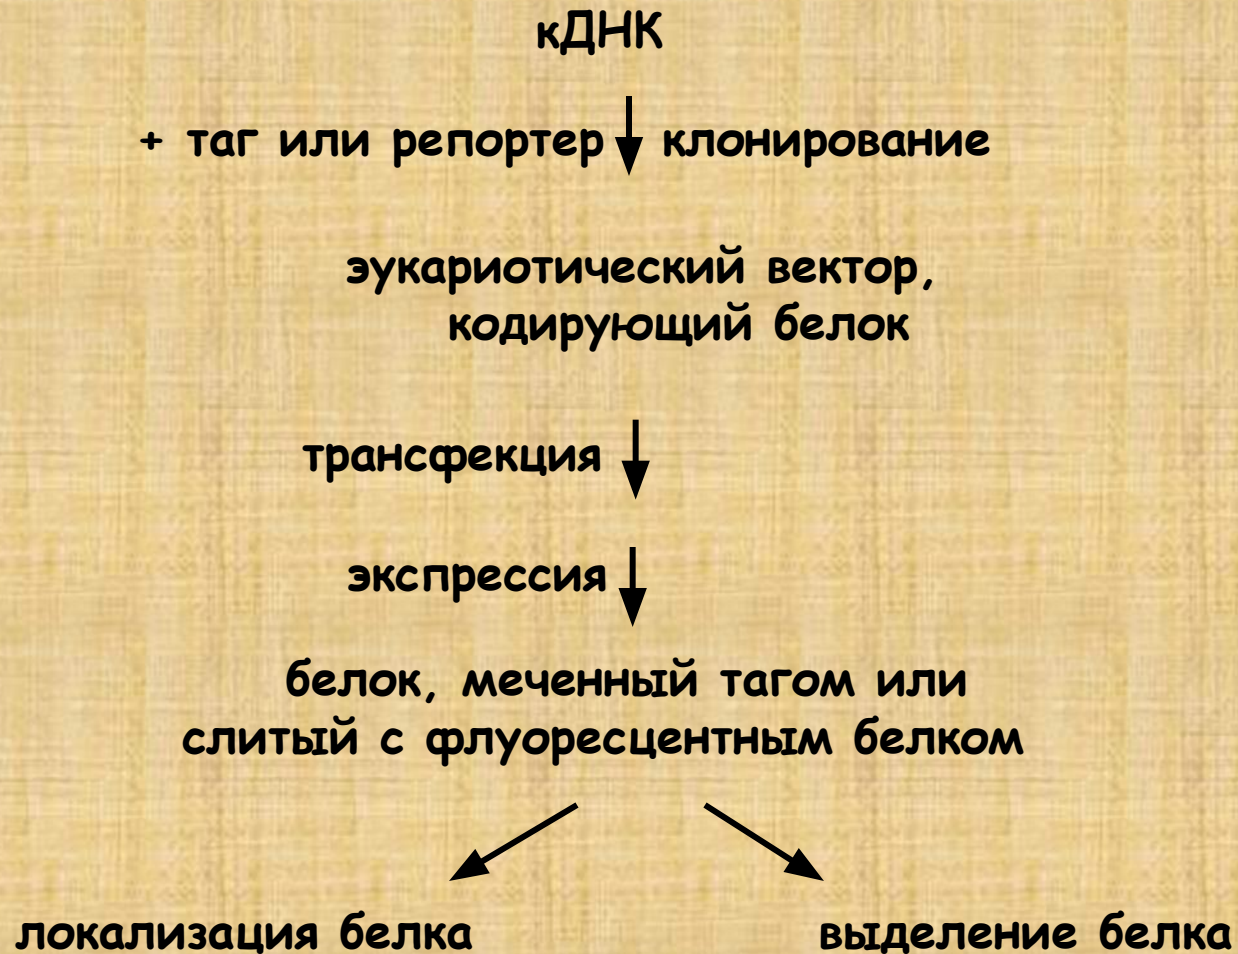 кДНК
+ таг или репортер клонирование
эукариотический вектор,
кодирующий белок
трансфекция
экспрессия
белок, меченный тагом или
слитый с флуоресцентным белком
локализация белка выделение белка